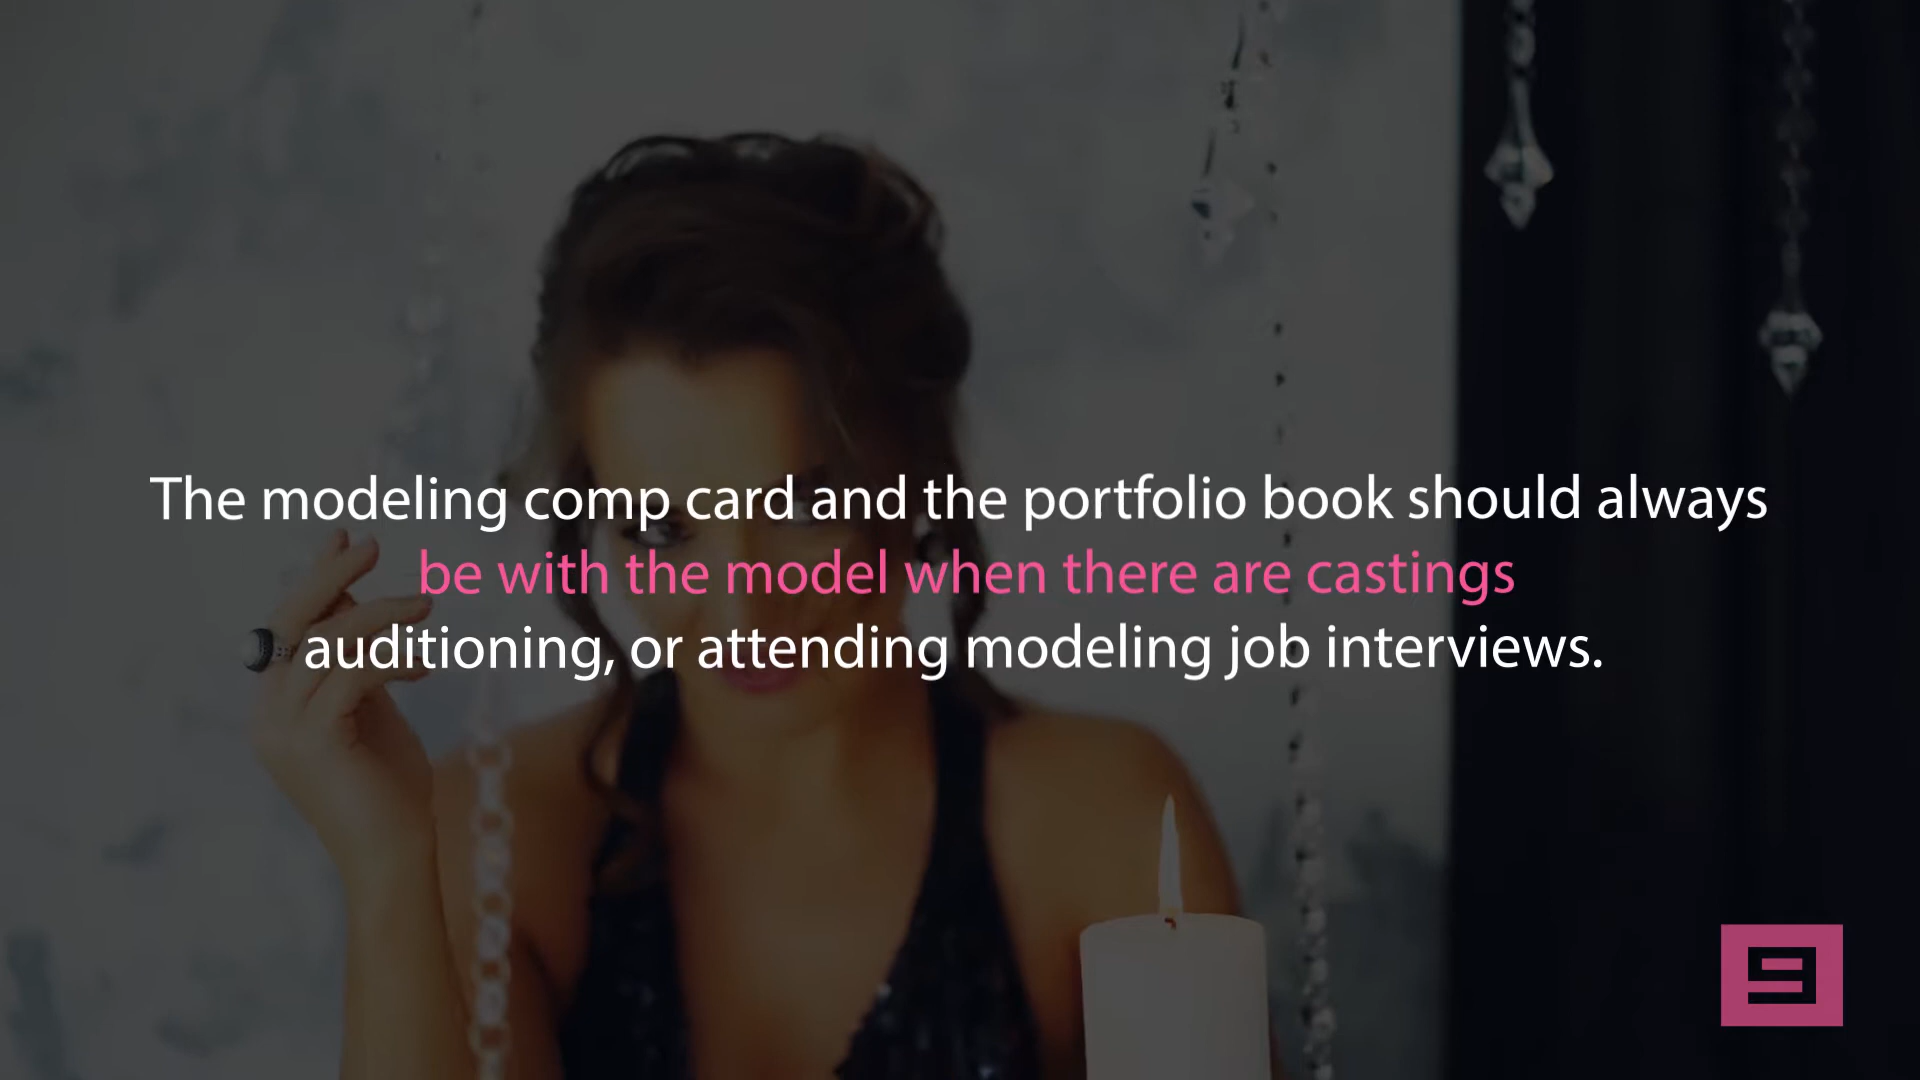 The modeling comp card and the portfolio book should always
be with the model when there are castings
auditioning, or attending modeling job interviews.
9